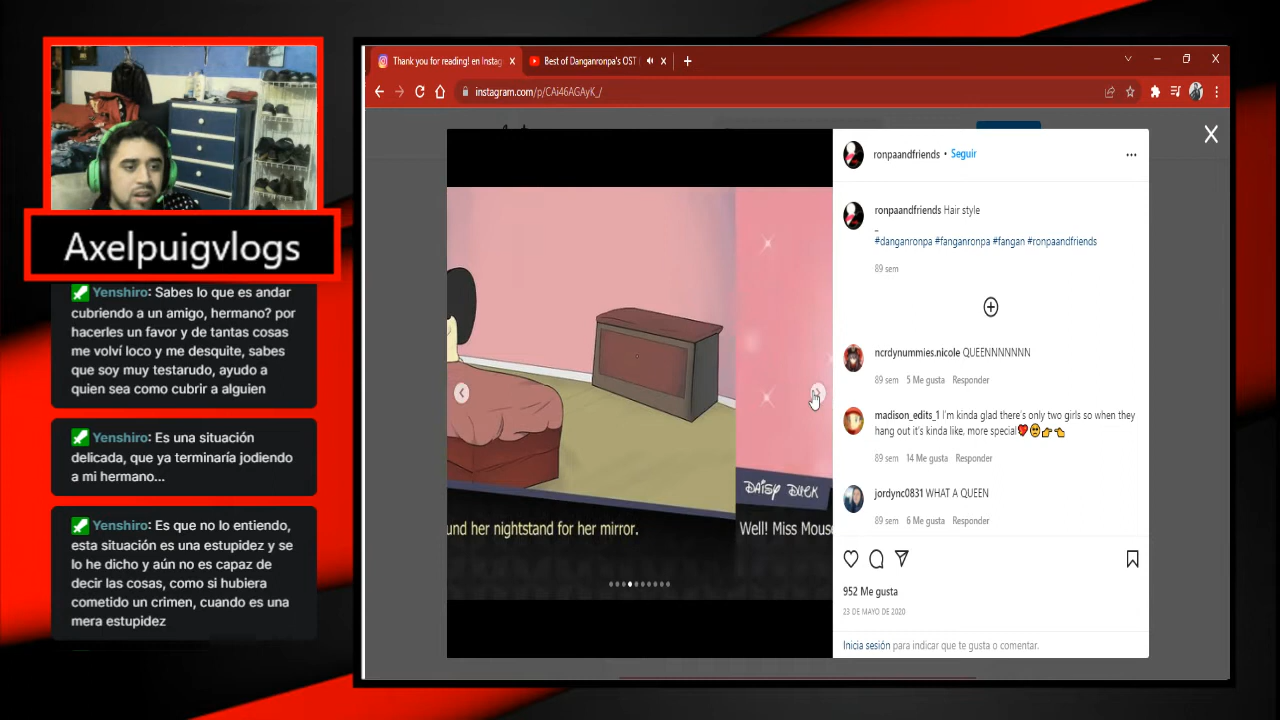 Axelpuigvlogs
Yenshiro: Sabes lo que es andar
cubriendo a un amigo, hermano? por
hacerles un favor y de tantas cosas
me volví loco y me desquite, sabes
que soy muy testarudo, ayudo a
quien sea como cubrir a alguien
Yenshiro: Es una situación
delicada, que ya terminaría jodiendo
a mi hermano...
Yenshiro: Es que no lo entiendo,
esta situación es una estupidez y se
lo he dicho y aún no es capaz de
decir las cosas, como si hubiera
cometido un crimen, cuando es una
mera estupidez
Thank you for reading! en Instag
Best of Danganronpa's OST
instagram.com/p/CAi46AGAyK_/
DAISY DUCK
und her nightstand for her mirror.
Well! Miss Mous
ronpaandfriends • Seguir
ronpaandfriends Hair style
_
#danganronpa #fanganronpa #fangan #ronpaandfriends
89 sem
ncrdynummies.nicole QUEENNNNNNN
89 sem 5 Me gusta Responder
madison_edits_1 I'm kinda glad there's only two girls so when they
hang out it's kinda like, more special
89 sem 14 Me gusta Responder
jordync0831 WHAT A QUEEN
89 sem 6 Me gusta Responder
952 Me gusta
23 DE MAYO DE 2020
Inicia sesión para indicar que te gusta o comentar.